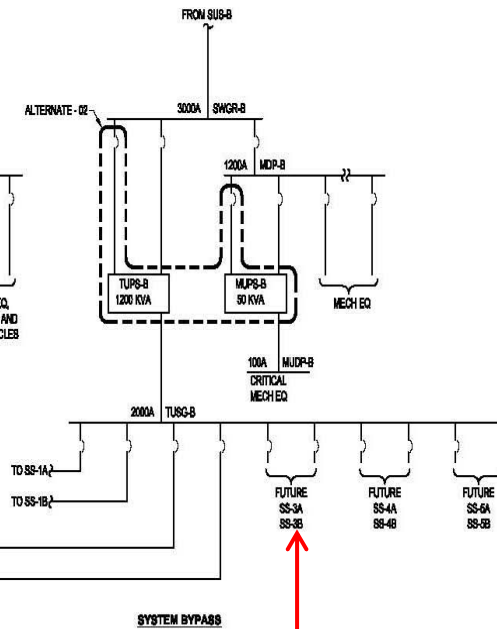 FROM SUS-B
ALTERNATE - 02
3000A SWGR-B
1200A MDP-B
TUPS-B
1200 KVA
MUPS-B
50 KVA
MECH EQ
EQ,
AND
CLES
100A MUDP-B
CRITICAL
MECH EQ
2000A TUSG-B
TO SS-1A
TO SS-1B
FUTURE
SS-3A
SS-3B
FUTURE
SS-4A
SS-4B
FUTURE
SS-5A
SS-5B
SYSTEM BYPASS